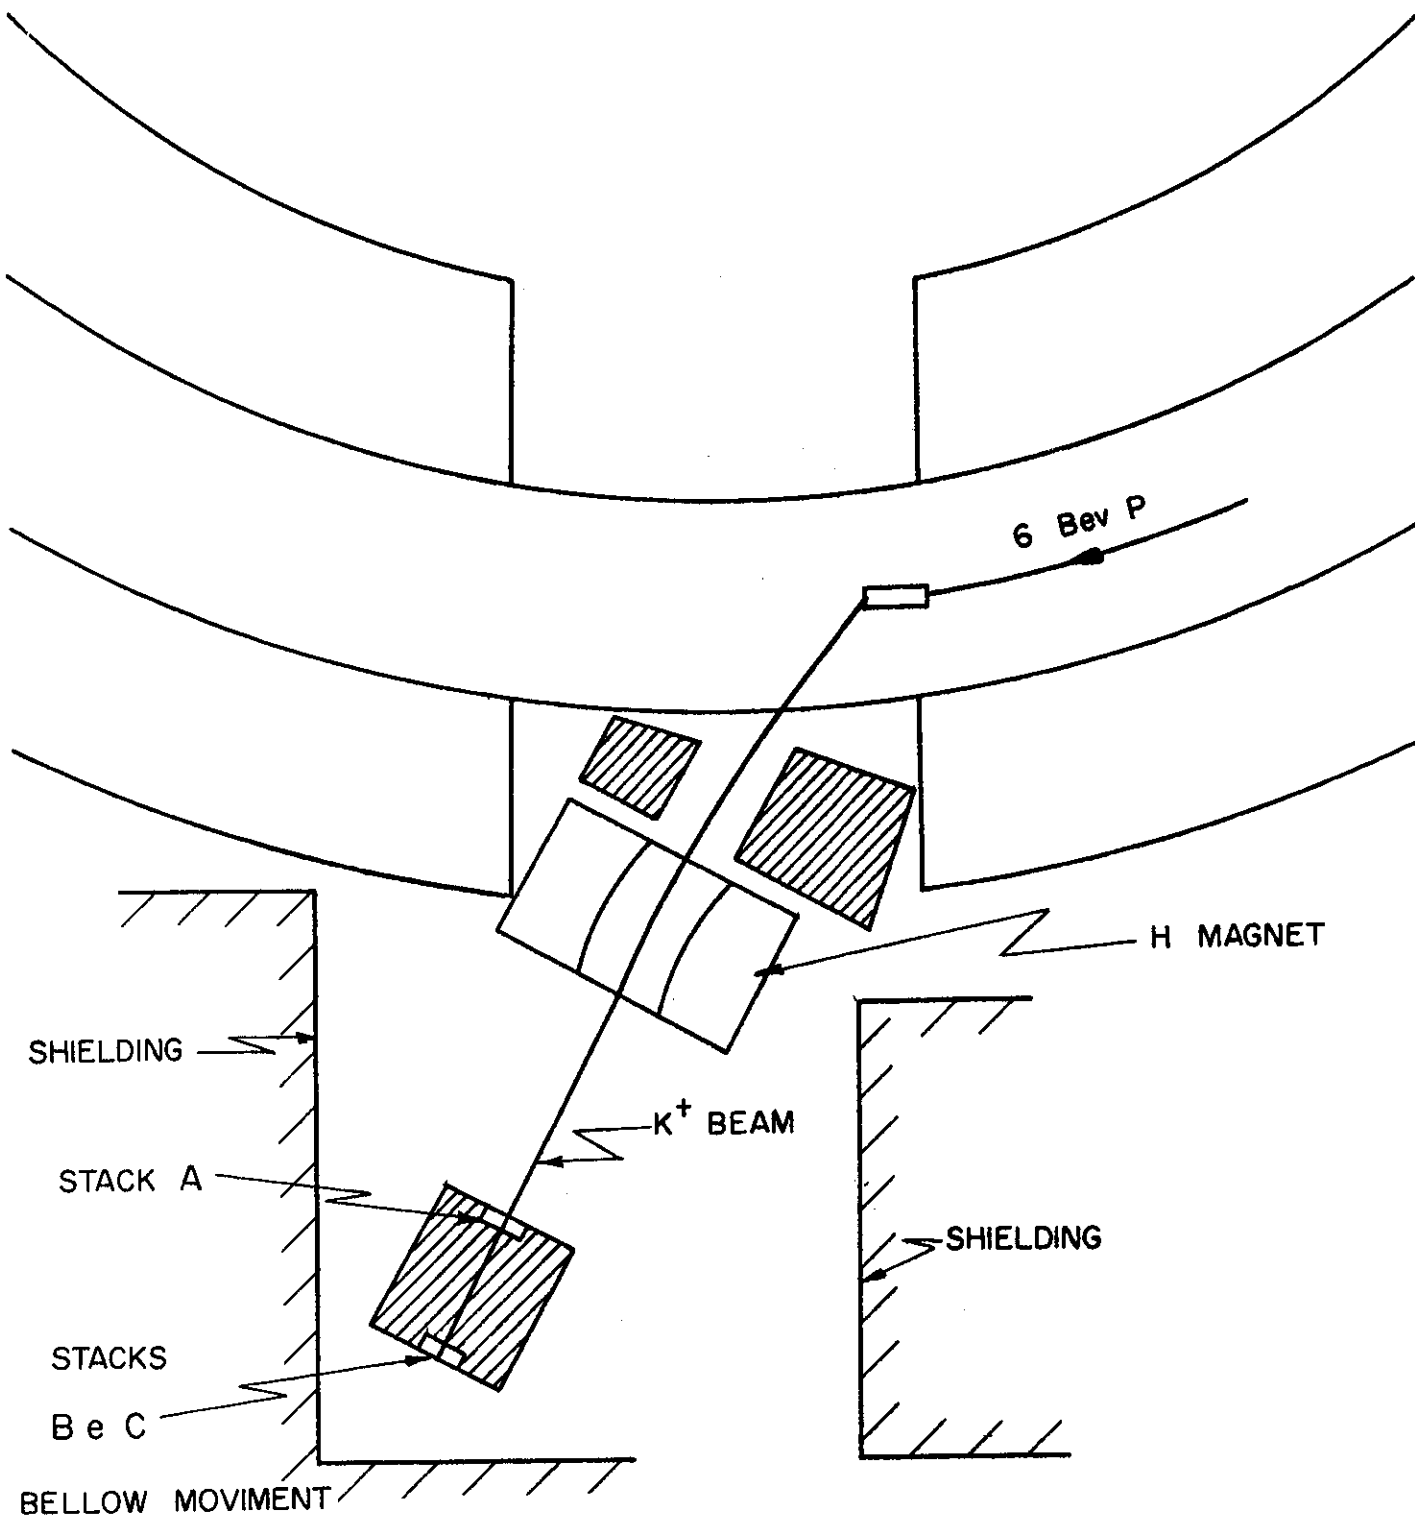 6 Bev P
H MAGNET
SHIELDING
K+ BEAM
STACK A
SHIELDING
STACKS
B e C
BELLOW MOVIMENT